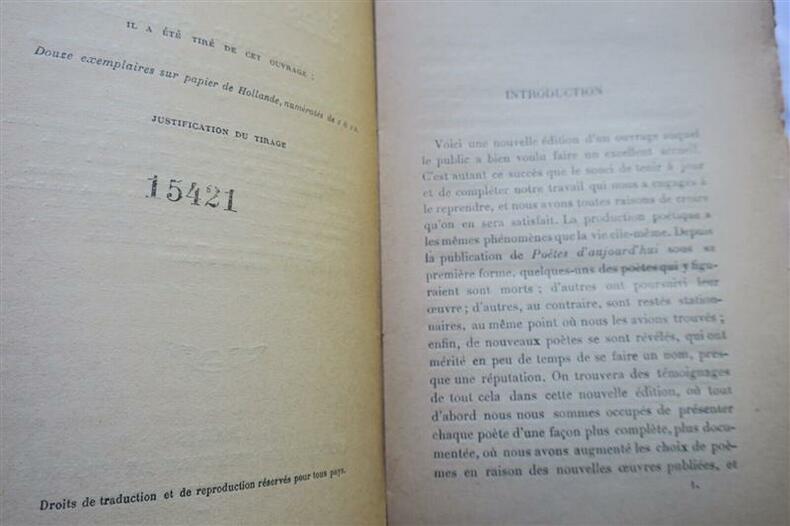 IL A ÉTÉ TIRÉ DE CET OUVRAGE :
Douze exemplaires sur papier de Hollande, numérotés de 1 à 12.
JUSTIFICATION DU TIRAGE
15421
Droits de traduction et de reproduction réservés pour tous pays.
INTRODUCTION
Voici une nouvelle édition d'un ouvrage auquel
le public a bien voulu faire un excellent accueil.
C'est autant ce succès que le souci de tenir à jour
et de compléter notre travail qui nous a engagés à
le reprendre, et nous avons toutes raisons de croire
qu'on en sera satisfait. La production poétique a
les mêmes phénomènes que la vie elle-même. Depuis
la publication de Poètes d'aujourd'hui sous sa
première forme, quelques-uns des poètes qui y figu-
raient sont morts ; d'autres ont poursuivi leur
œuvre ; d'autres, au contraire, sont restés station-
naires, au même point où nous les avions trouvés ;
enfin, de nouveaux poètes se sont révélés, qui ont
mérité en peu de temps de se faire un nom, pres-
que une réputation. On trouvera des témoignages
de tout cela dans cette nouvelle édition, où tout
d'abord nous nous sommes occupés de présenter
chaque poète d'une façon plus complète, plus docu-
mentée, où nous avons augmenté les choix de poè-
mes en raison des nouvelles œuvres publiées, et
1.